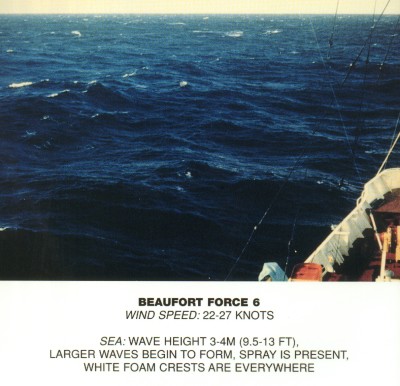 BEAUFORT FORCE 6
WIND SPEED: 22-27 KNOTS
SEA: WAVE HEIGHT 3-4M (9.5-13 FT),
LARGER WAVES BEGIN TO FORM, SPRAY IS PRESENT,
WHITE FOAM CRESTS ARE EVERYWHERE